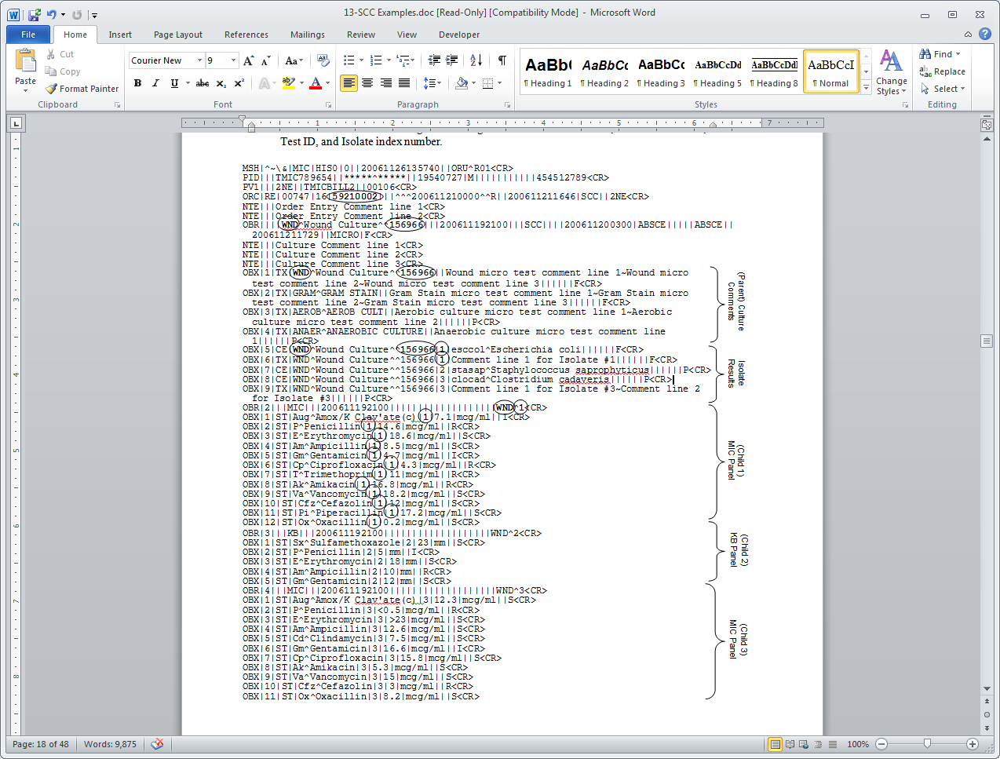 13-SCC Examples.doc [Read-Only] [Compatibility Mode] - Microsoft Word
File Home Insert Page Layout References Mailings Review View Developer
Paste
Cut
Copy
Format Painter
Clipboard
Courier New 9
Font
Paragraph
AaBb( AaBbCc AaBbCc AaBbCcDd AaBbCcDd AaBbCcI
¶ Heading 1 ¶ Heading 2 ¶ Heading 3 ¶ Heading 5 ¶ Heading 8 ¶ Normal
Change Styles
Styles
Find
Replace
Select
Editing
1 2 3 4 5 6 7
Test ID, and Isolate index number.
MSH|^~\&|MIC|HIS0|0||20061126135740||ORU^R01<CR>
PID|||TMIC789654||*****^*****||19540727|M|||||||||||454512789<CR>
PV1|||2NE||TMICBILL2||00106<CR>
ORC|RE|00747|1659210002|||^^^200611210000^^R||200611211646|SCC||2NE<CR>
NTE|||Order Entry Comment line 1<CR>
NTE|||Order Entry Comment line 2<CR>
OBR||||WND^Wound Culture^^156966|||200611192100|||SCC||||200611200300|ABSCE|||||ABSCE||
200611211729||MICRO|F<CR>
NTE|||Culture Comment line 1<CR>
NTE|||Culture Comment line 2<CR>
NTE|||Culture Comment line 3<CR>
OBX|1|TX|WND^Wound Culture^^156966||Wound micro test comment line 1~Wound micro
test comment line 2~Wound micro test comment line 3||||||F<CR>
OBX|2|TX|GRAM^GRAM STAIN||Gram Stain micro test comment line 1~Gram Stain micro
test comment line 2~Gram Stain micro test comment line 3||||||F<CR>
OBX|3|TX|AEROB^AEROB CULT||Aerobic culture micro test comment line 1~Aerobic
culture micro test comment line 2||||||P<CR>
OBX|4|TX|ANAER^ANAEROBIC CULTURE||Anaerobic culture micro test comment line
1||||||P<CR>
(Parent) Culture
Comments
OBX|5|CE|WND^Wound Culture^^156966|1|esccol^Escherichia coli||||||F<CR>
OBX|6|TX|WND^Wound Culture^^156966|1|Comment line 1 for Isolate #1||||||F<CR>
OBX|7|CE|WND^Wound Culture^^156966|2|stasap^Staphylococcus saprophyticus||||||P<CR>
OBX|8|CE|WND^Wound Culture^^156966|3|clocad^Clostridium cadaveris||||||P<CR>
OBX|9|TX|WND^Wound Culture^^156966|3|Comment line 1 for Isolate #3~Comment line 2
for Isolate #3||||||P<CR>
Isolate
Results
OBR|2|||MIC|||200611192100|||||||||||||||||||WND^1<CR>
OBX|1|ST|Aug^Amox/K Clav'ate(c)|1|7.1|mcg/ml||I<CR>
OBX|2|ST|P^Penicillin|1|14.6|mcg/ml||R<CR>
OBX|3|ST|E^Erythromycin|1|18.6|mcg/ml||S<CR>
OBX|4|ST|Am^Ampicillin|1|8.5|mcg/ml||S<CR>
OBX|5|ST|Gm^Gentamicin|1|4.7|mcg/ml||I<CR>
OBX|6|ST|Cp^Ciprofloxacin|1|4.3|mcg/ml||R<CR>
OBX|7|ST|T^Trimethoprim|1|11|mcg/ml||R<CR>
OBX|8|ST|Ak^Amikacin|1|16.8|mcg/ml||R<CR>
OBX|9|ST|Va^Vancomycin|1|18.2|mcg/ml||S<CR>
OBX|10|ST|Cfz^Cefazolin|1|12|mcg/ml||S<CR>
OBX|11|ST|Pi^Piperacillin|1|17.2|mcg/ml||S<CR>
OBX|12|ST|Ox^Oxacillin|1|0.2|mcg/ml||S<CR>
(Child 1)
MIC Panel
OBR|3|||KB|||200611192100|||||||||||||||||||WND^2<CR>
OBX|1|ST|Sx^Sulfamethoxazole|2|23|mm||S<CR>
OBX|2|ST|P^Penicillin|2|5|mm||I<CR>
OBX|3|ST|E^Erythromycin|2|18|mm||S<CR>
OBX|4|ST|Am^Ampicillin|2|10|mm||R<CR>
OBX|5|ST|Gm^Gentamicin|2|12|mm||S<CR>
(Child 2)
KB Panel
OBR|4|||MIC|||200611192100|||||||||||||||||||WND^3<CR>
OBX|1|ST|Aug^Amox/K Clav'ate(c)||3|12.3|mcg/ml||S<CR>
OBX|2|ST|P^Penicillin|3|<0.5|mcg/ml||R<CR>
OBX|3|ST|E^Erythromycin|3|>23|mcg/ml||S<CR>
OBX|4|ST|Am^Ampicillin|3|12.6|mcg/ml||S<CR>
OBX|5|ST|Cd^Clindamycin|3|7.5|mcg/ml||S<CR>
OBX|6|ST|Gm^Gentamicin|3|16.6|mcg/ml||I<CR>
OBX|7|ST|Cp^Ciprofloxacin|3|15.8|mcg/ml||S<CR>
OBX|8|ST|Ak^Amikacin|3|5.3|mcg/ml||S<CR>
OBX|9|ST|Va^Vancomycin|3|15|mcg/ml||S<CR>
OBX|10|ST|Cfz^Cefazolin|3|3|mcg/ml||R<CR>
OBX|11|ST|Ox^Oxacillin|3|8.2|mcg/ml||S<CR>
(Child 3)
MIC Panel
Page: 18 of 48 Words: 9,875 100%